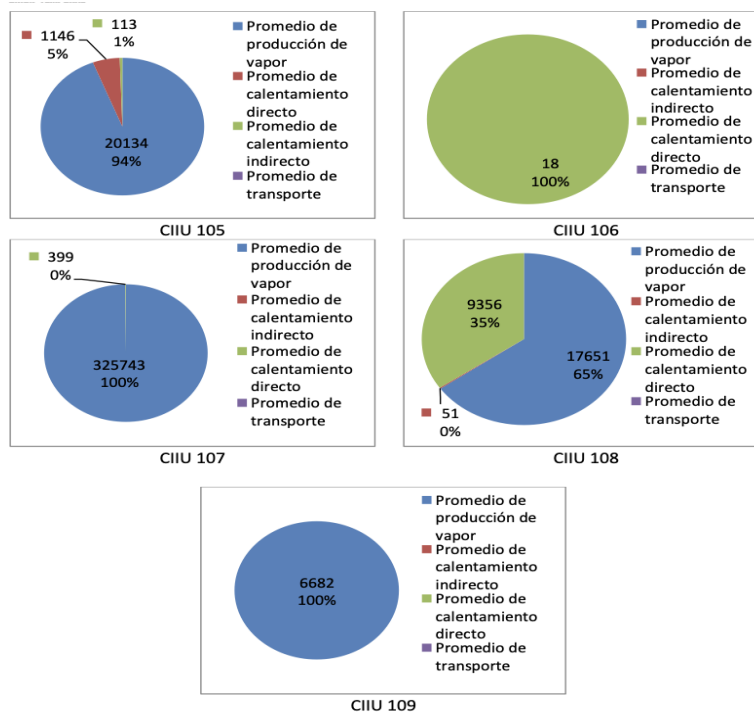 113
1%
1146
5%
20134
94%
Promedio de
producción de
vapor
Promedio de
calentamiento
directo
Promedio de
calentamiento
indirecto
Promedio de
transporte
CIIU 105
18
100%
Promedio de
producción de
vapor
Promedio de
calentamiento
indirecto
Promedio de
calentamiento
directo
Promedio de
transporte
CIIU 106
399
0%
325743
100%
Promedio de
producción de
vapor
Promedio de
calentamiento
indirecto
Promedio de
calentamiento
directo
Promedio de
transporte
CIIU 107
9356
35%
17651
65%
51
0%
Promedio de
producción de
vapor
Promedio de
calentamiento
indirecto
Promedio de
calentamiento
directo
Promedio de
transporte
CIIU 108
6682
100%
Promedio de
producción de
vapor
Promedio de
calentamiento
indirecto
Promedio de
calentamiento
directo
Promedio de
transporte
CIIU 109